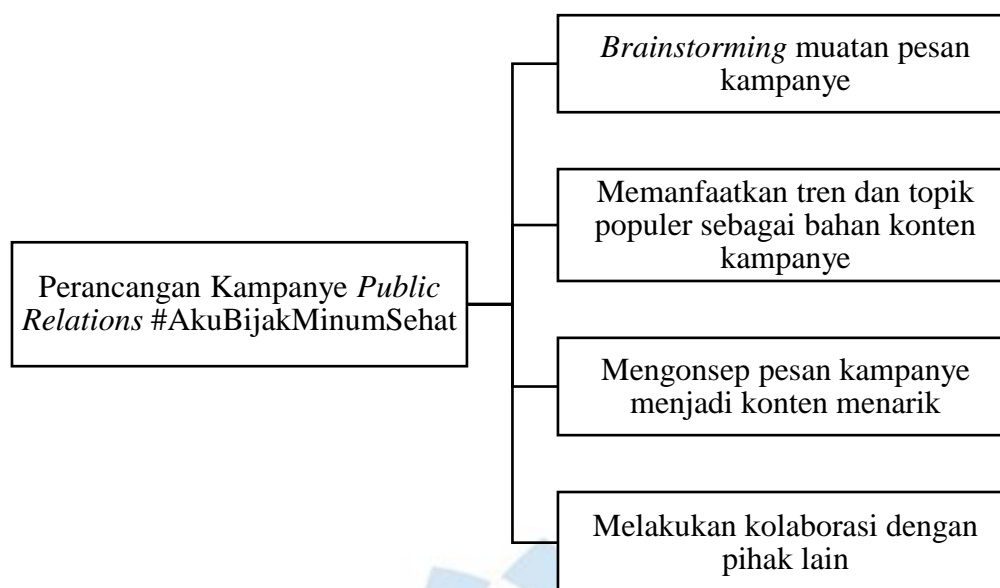 Perancangan Kampanye Public
Relations #AkuBijakMinumSehat
Brainstorming muatan pesan
kampanye
Memanfaatkan tren dan topik
populer sebagai bahan konten
kampanye
Mengonsep pesan kampanye
menjadi konten menarik
Melakukan kolaborasi dengan
pihak lain